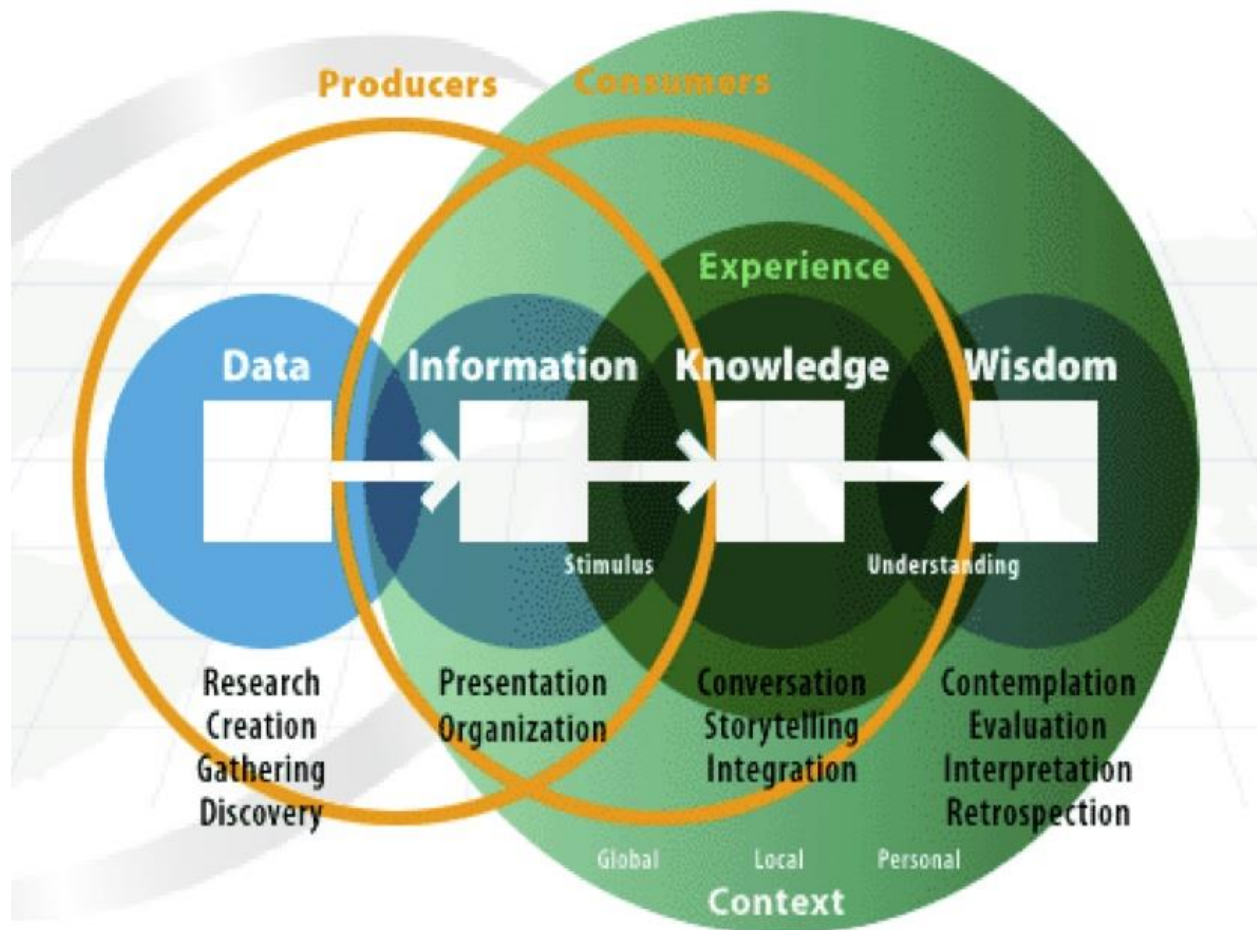 Producers
Consumers
Experience
Data
Information
Knowledge
Wisdom
Stimulus
Understanding
Research
Creation
Gathering
Discovery
Presentation
Organization
Conversation
Storytelling
Integration
Contemplation
Evaluation
Interpretation
Retrospection
Global
Local
Personal
Context